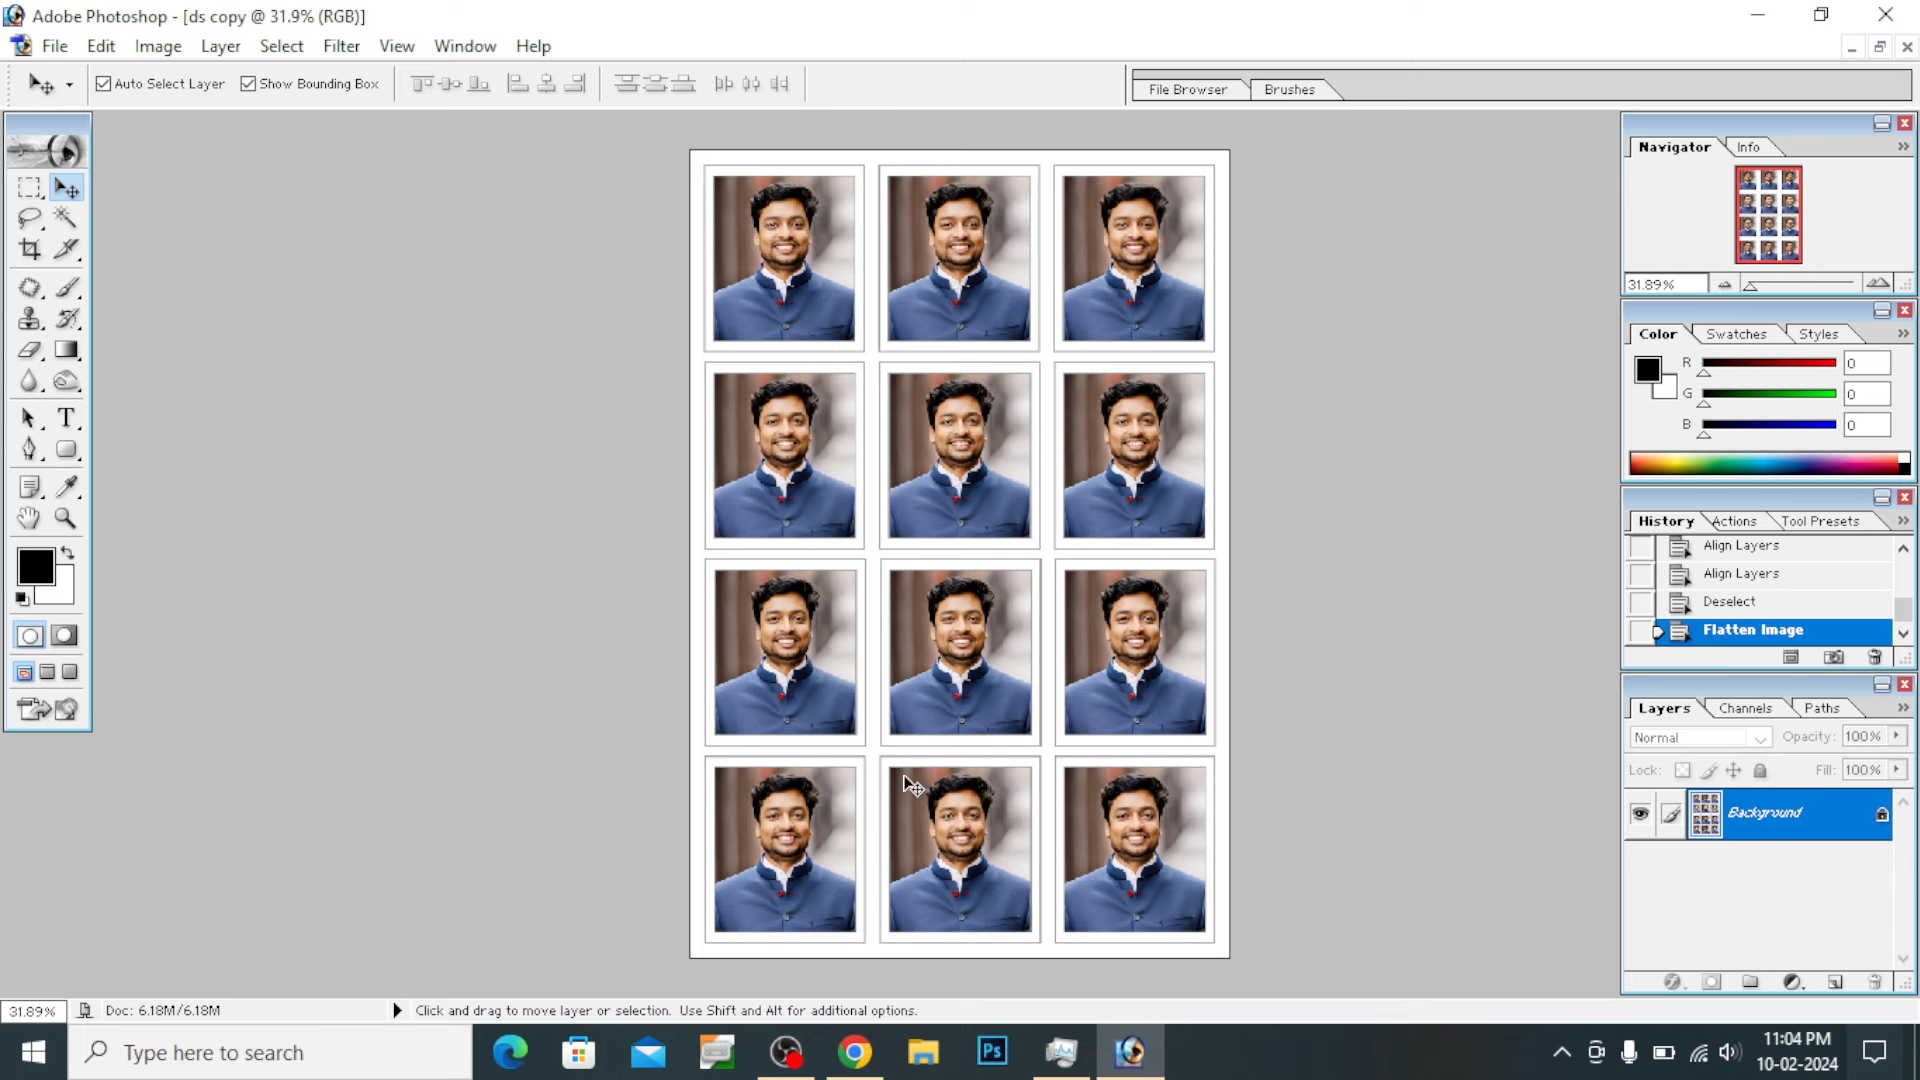 Adobe Photoshop - [ds copy @ 31.9% (RGB)]
File Edit Image Layer Select Filter View Window Help
Auto Select Layer Show Bounding Box File Browser Brushes
Navigator Info
31.89%
Color Swatches Styles
R 0
G 0
B 0
History Actions Tool Presets
Align Layers
Align Layers
Deselect
Flatten Image
Layers Channels Paths
Normal Opacity: 100%
Lock: Fill: 100%
Background
T
31.89% Doc: 6.18M/6.18M Click and drag to move layer or selection. Use Shift and Alt for additional options.
Type here to search Ps 11:04 PM
10-02-2024